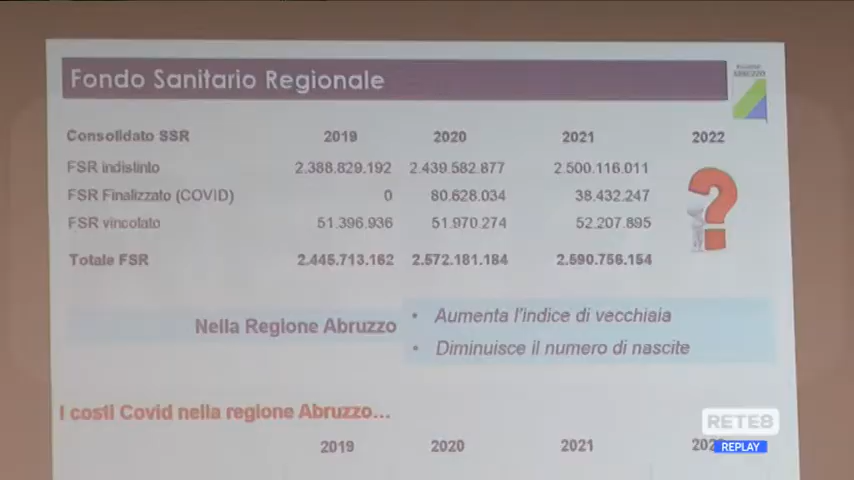 Fondo Sanitario Regionale
REGIONE
ABRUZZO
Consolidato SSR 2019 2020 2021 2022
FSR indistinto 2.388.829.192 2.439.582.877 2.500.116.011
FSR Finalizzato (COVID) 0 80.628.034 38.432.247
FSR vincolato 51.396.936 51.970.274 52.207.895
?
Totale FSR 2.445.713.162 2.572.181.184 2.590.756.154
Nella Regione Abruzzo
• Aumenta l'indice di vecchiaia
• Diminuisce il numero di nascite
I costi Covid nella regione Abruzzo...
2019 2020 2021
RETE8
REPLAY